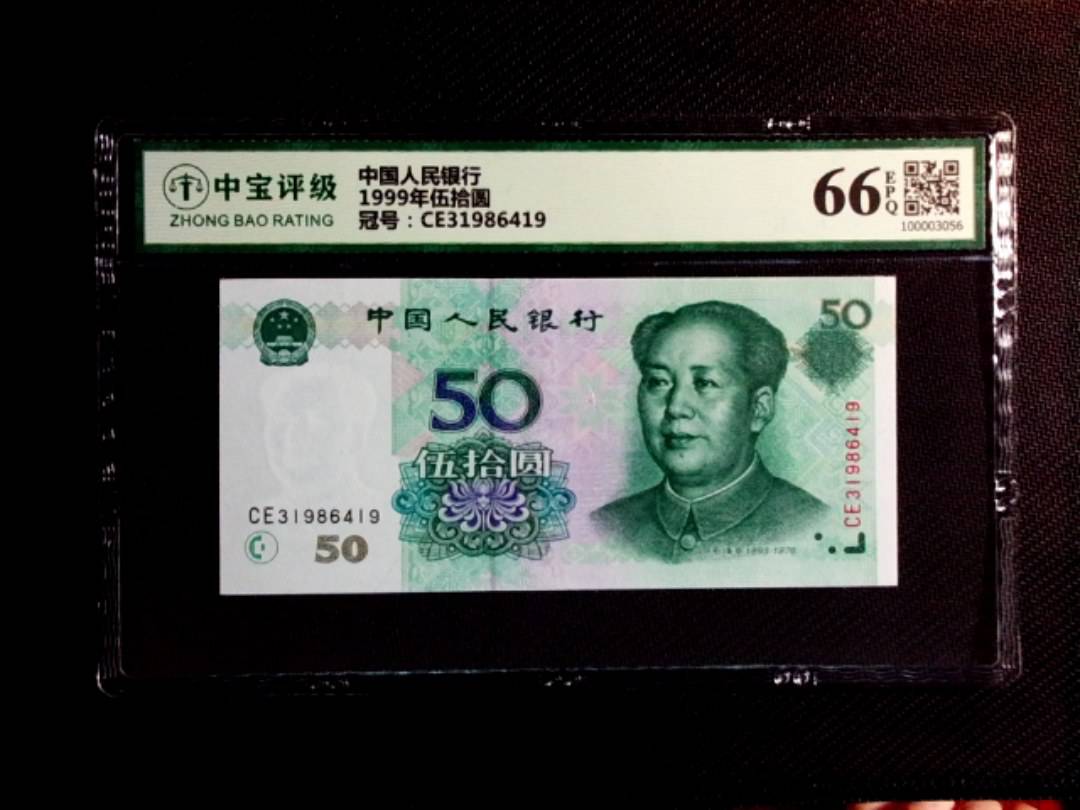 中宝评级
ZHONG BAO RATING
中国人民银行
1999年伍拾圆
冠号：CE31986419
66
EPQ
100003056
中国人民银行
50
50
伍拾圆
CE31986419
50
CE31986419